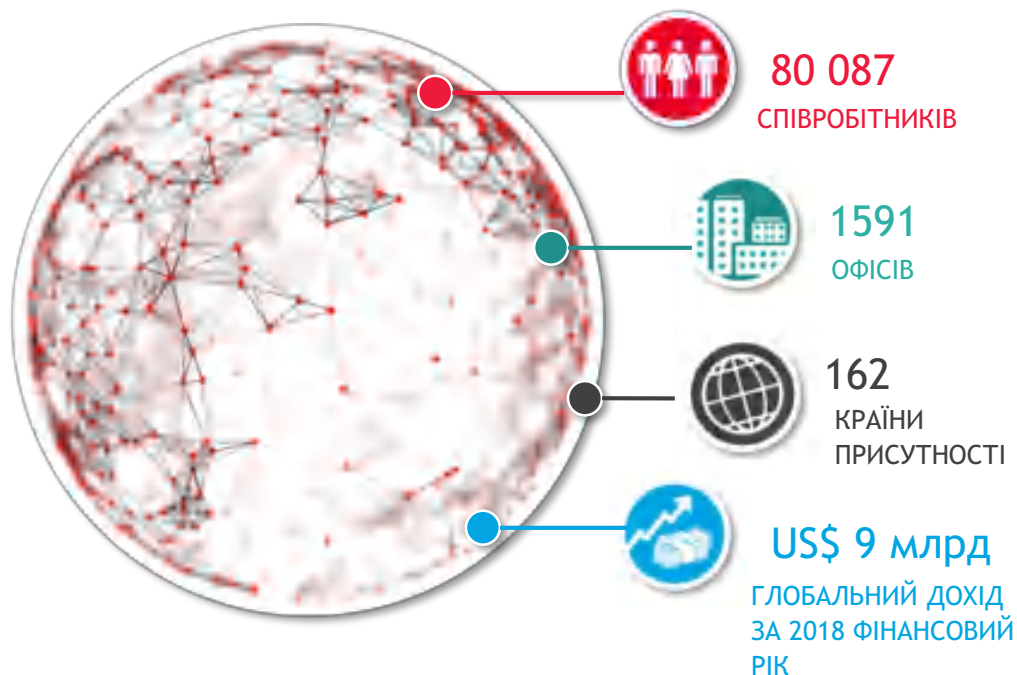 80 087
СПІВРОБІТНИКІВ
1591
ОФІСІВ
162
КРАЇНИ
ПРИСУТНОСТІ
US$ 9 млрд
ГЛОБАЛЬНИЙ ДОХІД
ЗА 2018 ФІНАНСОВИЙ
РІК